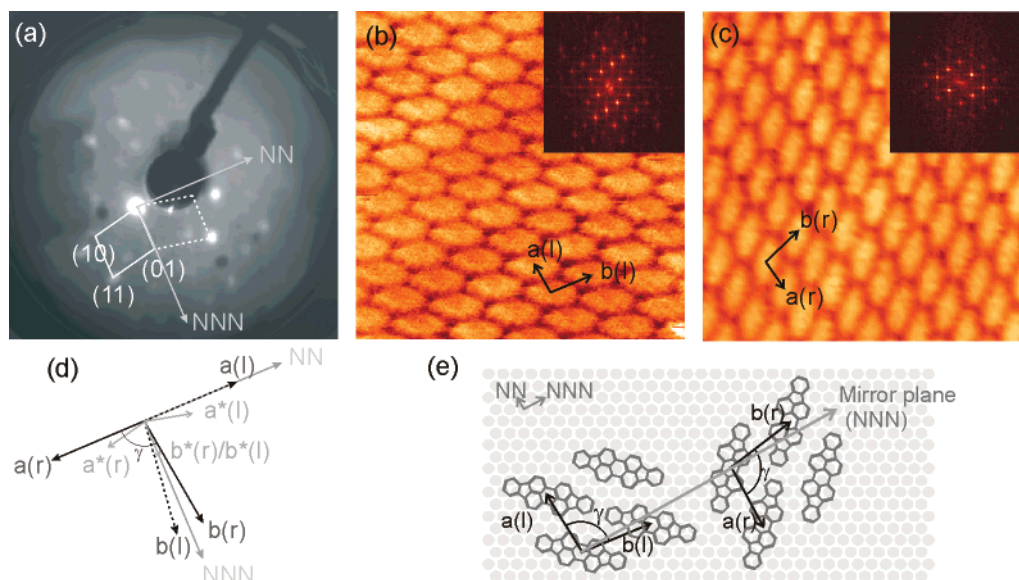 (a)
NN
(10)
(01)
(11)
NNN
(b)
a(l)
b(l)
(c)
b(r)
a(r)
(d)
NN
a(l)
a*(l)
a(r)
a*(r)
γ
b*(r)/b*(l)
b(l)
b(r)
NNN
(e)
NN
NNN
b(r)
Mirror plane
(NNN)
γ
a(l)
γ
b(l)
a(r)